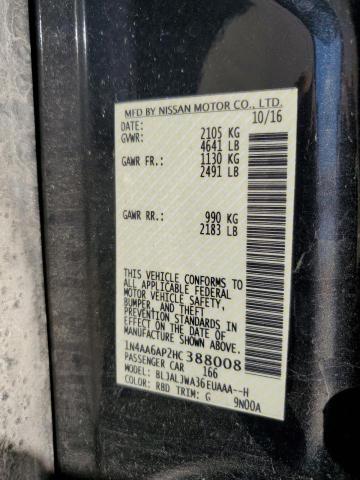 MFD BY NISSAN MOTOR CO., LTD.
DATE: 10/16
GVWR: 2105 KG
4641 LB
GAWR FR.: 1130 KG
2491 LB
GAWR RR.: 990 KG
2183 LB
THIS VEHICLE CONFORMS TO
ALL APPLICABLE FEDERAL
MOTOR VEHICLE SAFETY,
BUMPER, AND THEFT
PREVENTION STANDARDS
IN EFFECT ON THE DATE OF
MANUFACTURE SHOWN ABOVE.
1N4AA6AP2HC388008
PASSENGER CAR 166
MODEL: BLJALJWA36EUAAA--H
COLOR: RBD TRIM: G 9N00A